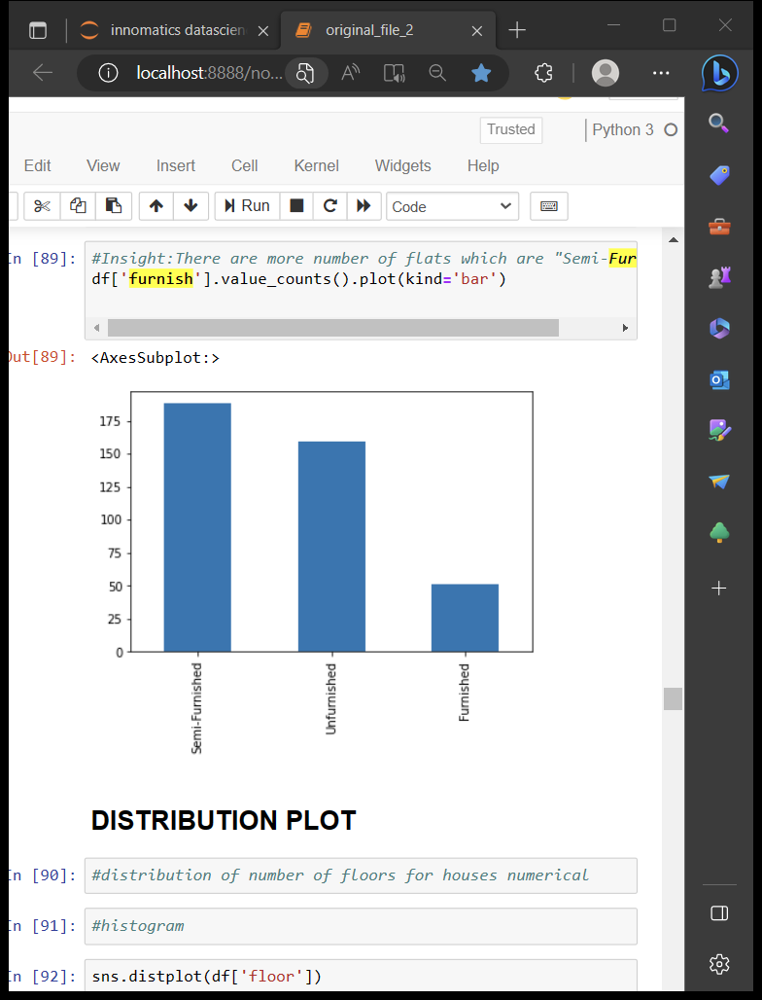 innomatics datascien
original_file_2
localhost:8888/no...
Trusted
Python 3
Edit View Insert Cell Kernel Widgets Help
Run
Code
In [89]:
#Insight:There are more number of flats which are "Semi-Fur
df['furnish'].value_counts().plot(kind='bar')
Out[89]: <AxesSubplot:>
175
150
125
100
75
50
25
0
Semi-Furnished
Unfurnished
Furnished
DISTRIBUTION PLOT
In [90]: #distribution of number of floors for houses numerical
In [91]: #histogram
In [92]: sns.distplot(df['floor'])